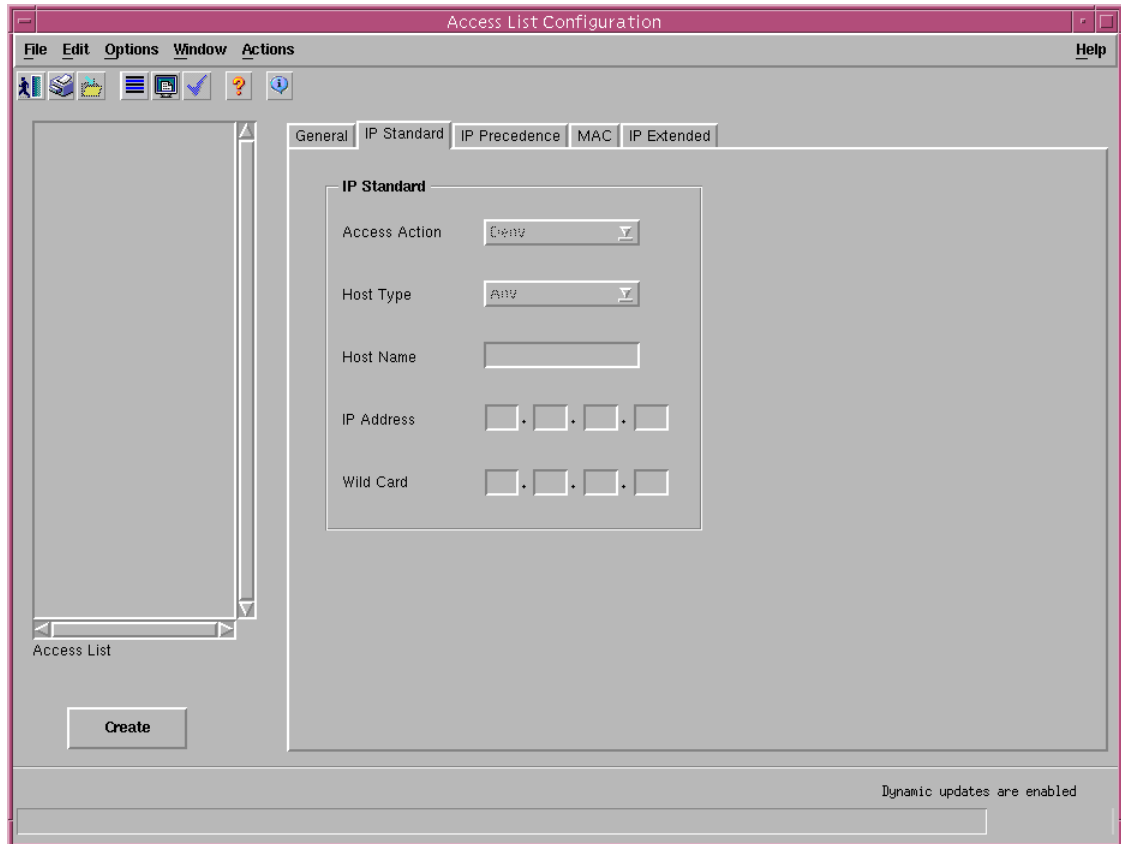 Access List Configuration
File Edit Options Window Actions Help
General IP Standard IP Precedence MAC IP Extended
IP Standard
Access Action Deny
Host Type Any
Host Name
IP Address . . .
Wild Card . . .
Access List
Create
Dynamic updates are enabled